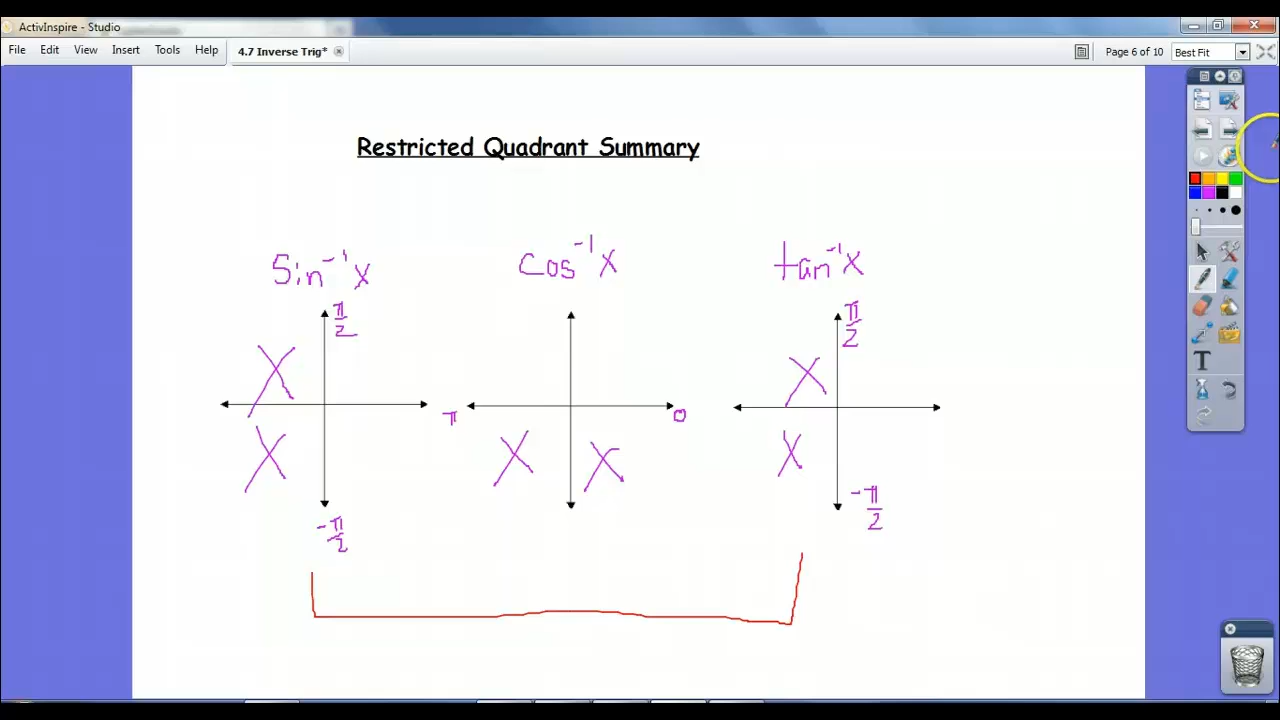 ActivInspire - Studio
File Edit View Insert Tools Help 4.7 Inverse Trig* Page 6 of 10 Best Fit
Restricted Quadrant Summary
Sin⁻¹x cos⁻¹x tan⁻¹x
π/2 π/2
X X
π 0
X X X X
-π/2 -π/2
T